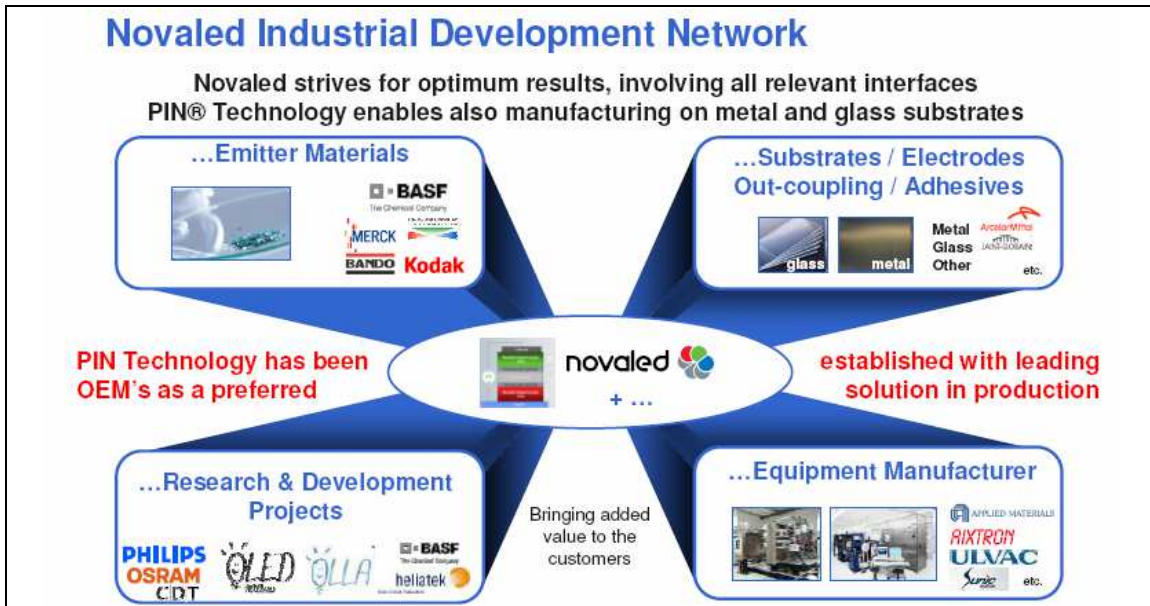 Novaled Industrial Development Network
Novaled strives for optimum results, involving all relevant interfaces
PIN® Technology enables also manufacturing on metal and glass substrates
...Emitter Materials
BASF
The Chemical Company
MERCK
BANDO Kodak
...Substrates / Electrodes
Out-coupling / Adhesives
glass
metal
Metal
Glass
Other
ArcelorMittal
SAINT-GOBAIN
etc.
PIN Technology has been
OEM's as a preferred
novaled
+ ...
established with leading
solution in production
...Research & Development
Projects
PHILIPS
OSRAM
CDT
OLED
OLLA
BASF
The Chemical Company
heliatek
Bringing added
value to the
customers
...Equipment Manufacturer
APPLIED MATERIALS
AIXTRON
ULVAC
Sunic
etc.